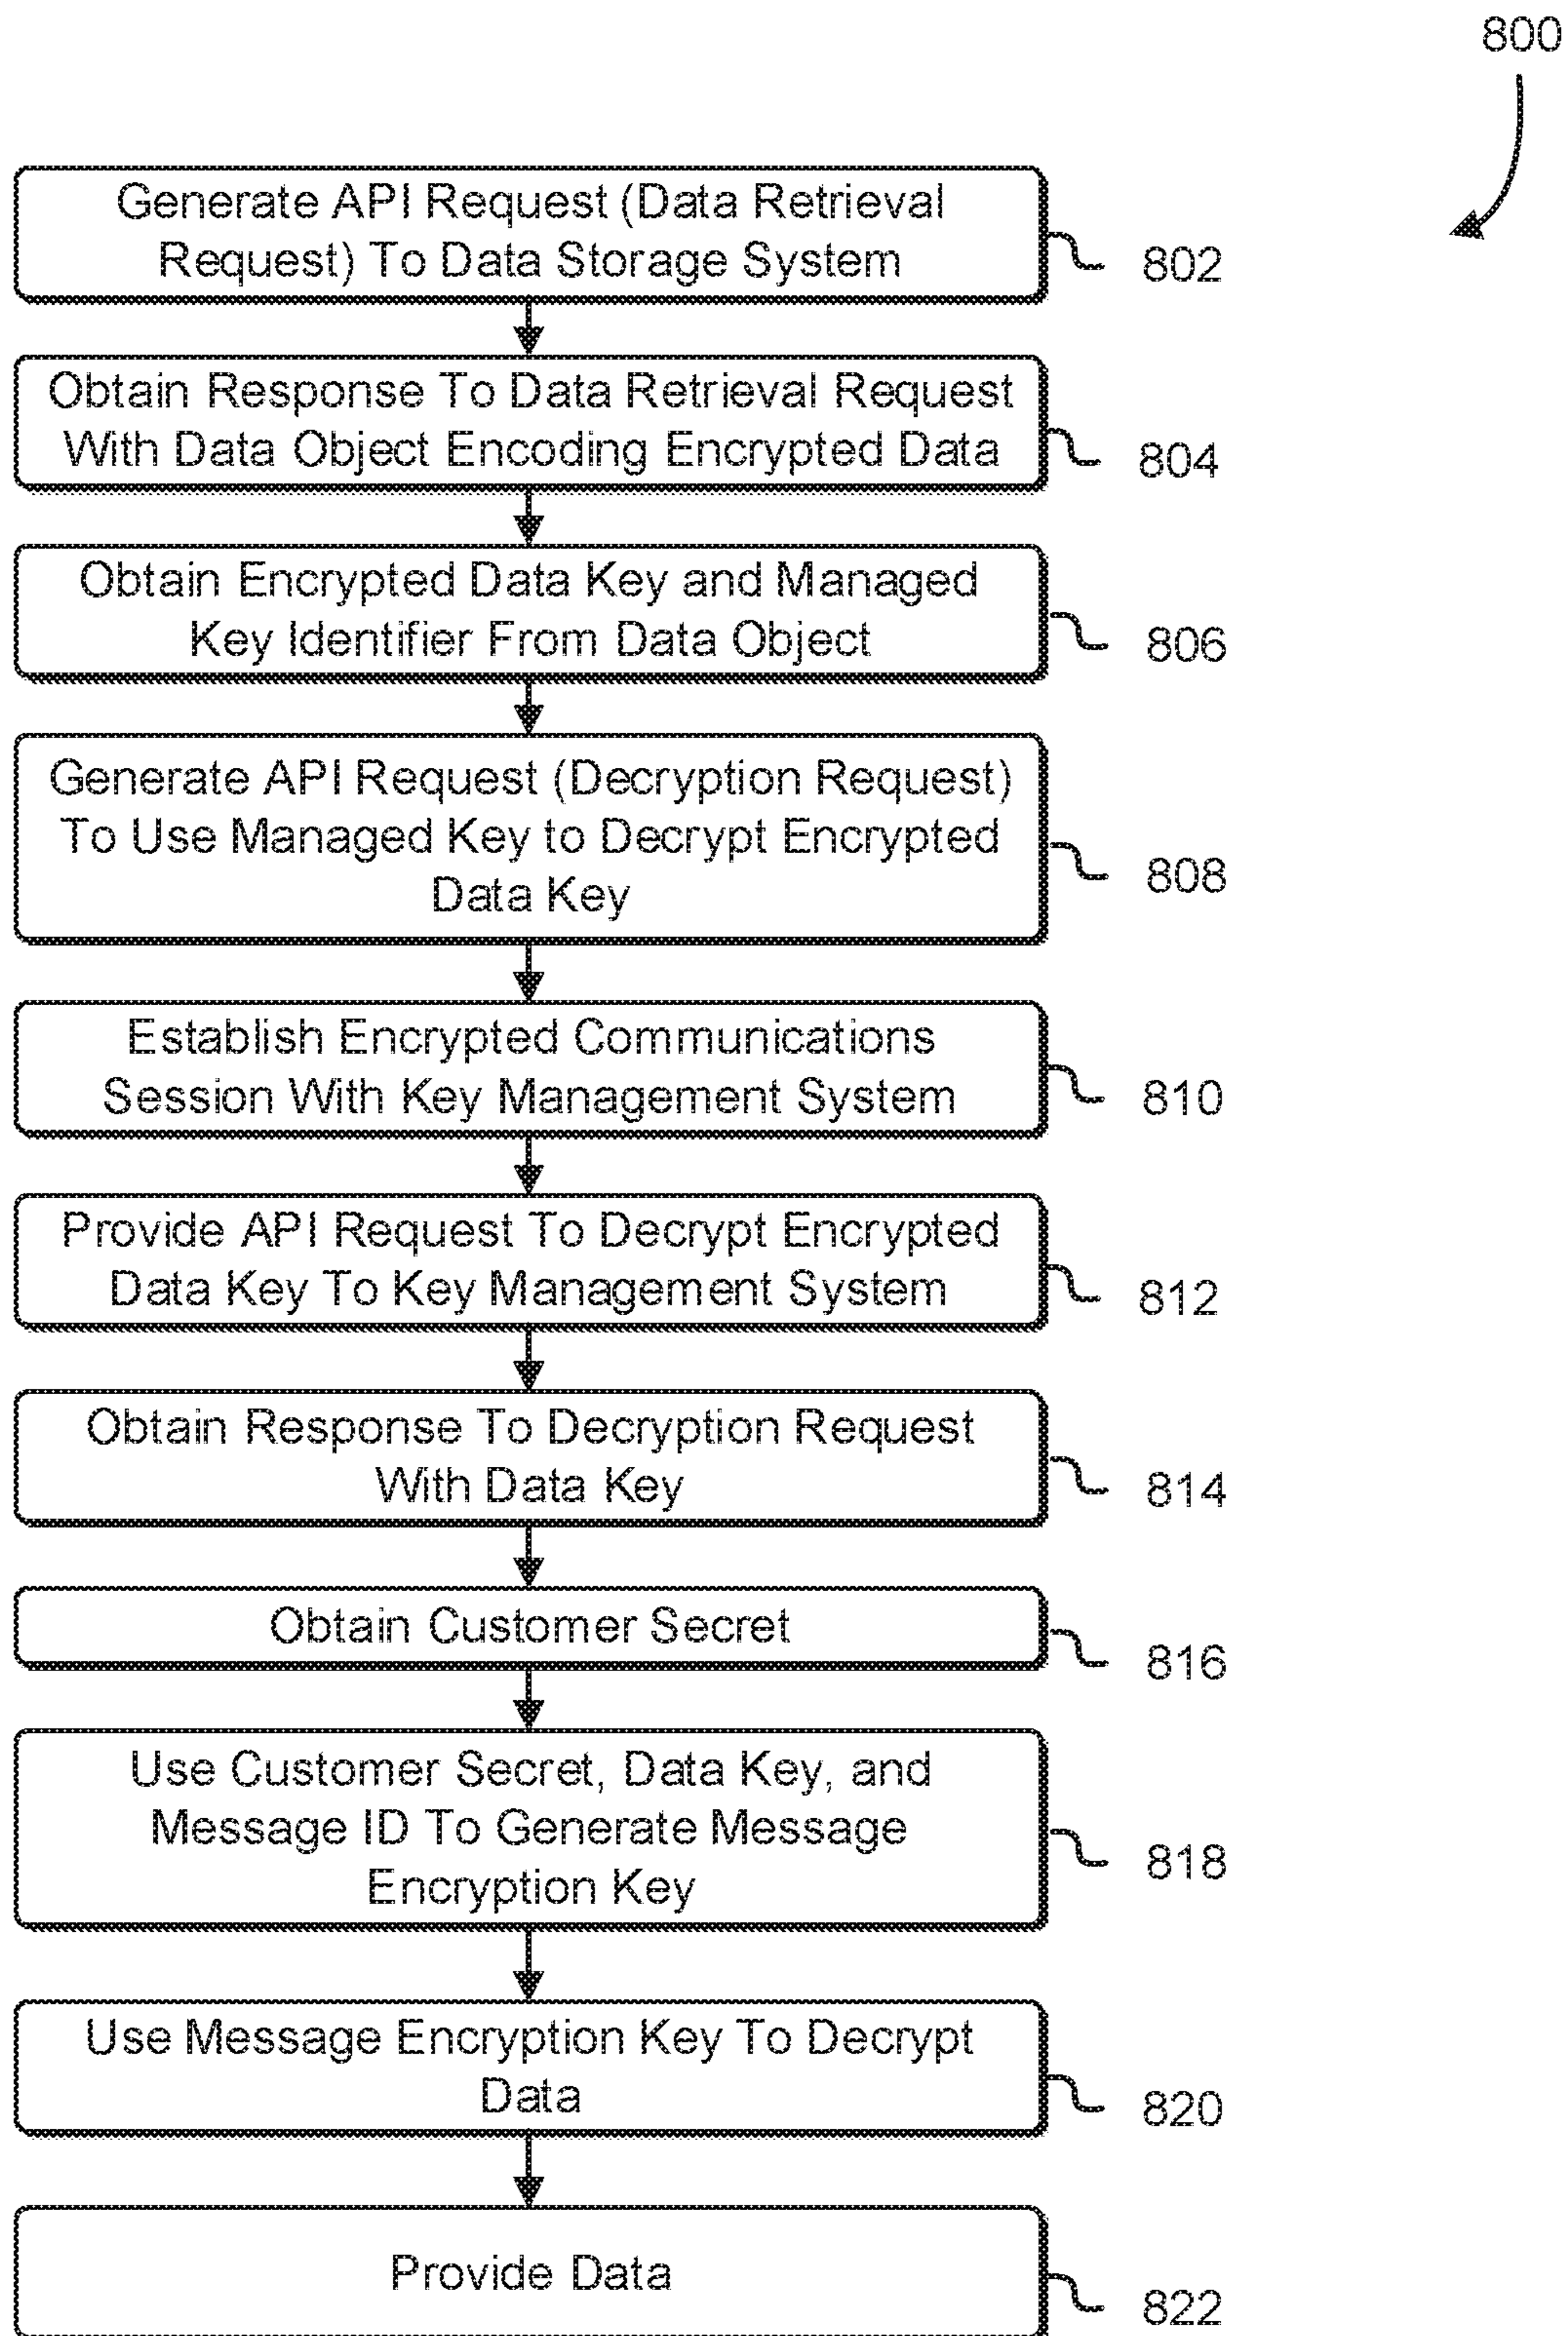 800
Generate API Request (Data Retrieval
Request) To Data Storage System
802
Obtain Response To Data Retrieval Request
With Data Object Encoding Encrypted Data
804
Obtain Encrypted Data Key and Managed
Key Identifier From Data Object
806
Generate API Request (Decryption Request)
To Use Managed Key to Decrypt Encrypted
Data Key
808
Establish Encrypted Communications
Session With Key Management System
810
Provide API Request To Decrypt Encrypted
Data Key To Key Management System
812
Obtain Response To Decryption Request
With Data Key
814
Obtain Customer Secret
816
Use Customer Secret, Data Key, and
Message ID To Generate Message
Encryption Key
818
Use Message Encryption Key To Decrypt
Data
820
Provide Data
822